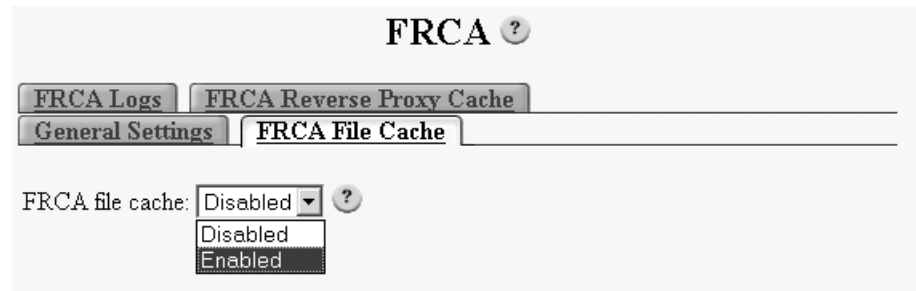 FRCA ?
FRCA Logs FRCA Reverse Proxy Cache
General Settings FRCA File Cache
FRCA file cache: Disabled ?
Disabled
Enabled